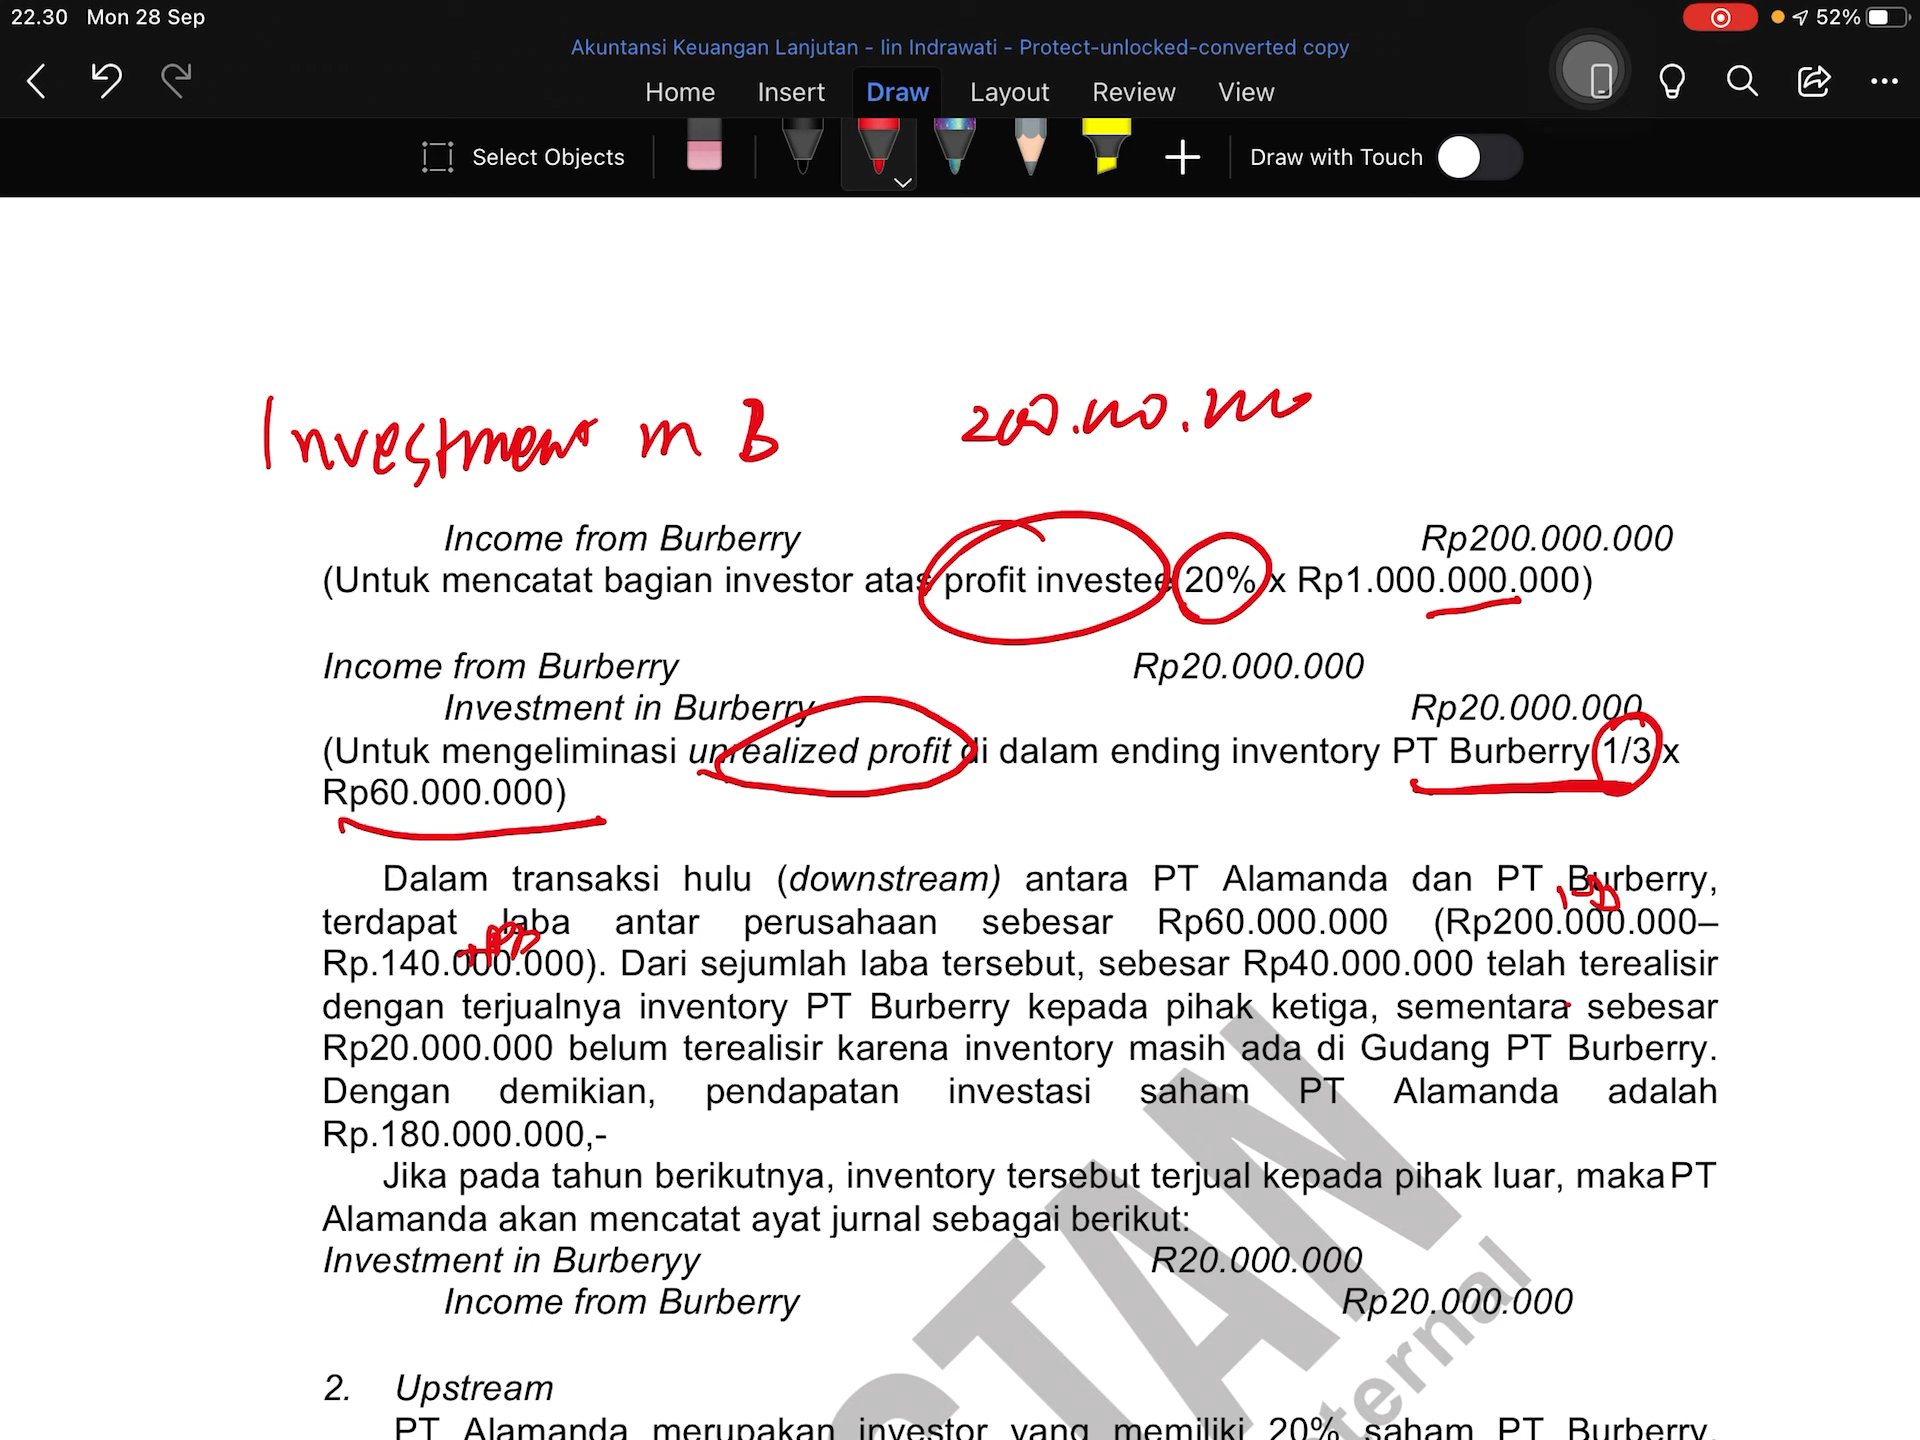 22.30 Mon 28 Sep
52%
Akuntansi Keuangan Lanjutan - Iin Indrawati - Protect-unlocked-converted copy
Home Insert Draw Layout Review View
Select Objects Draw with Touch
Investment in B 200.000.000
Income from Burberry Rp200.000.000
(Untuk mencatat bagian investor atas profit investee 20% x Rp1.000.000.000)
Income from Burberry Rp20.000.000
Investment in Burberry Rp20.000.000
(Untuk mengeliminasi unrealized profit di dalam ending inventory PT Burberry 1/3 x
Rp60.000.000)
Dalam transaksi hulu (downstream) antara PT Alamanda dan PT Burberry,
terdapat laba antar perusahaan sebesar Rp60.000.000 (Rp200.000.000–
Rp.140.000.000). Dari sejumlah laba tersebut, sebesar Rp40.000.000 telah terealisir
dengan terjualnya inventory PT Burberry kepada pihak ketiga, sementara sebesar
Rp20.000.000 belum terealisir karena inventory masih ada di Gudang PT Burberry.
Dengan demikian, pendapatan investasi saham PT Alamanda adalah
Rp.180.000.000,-
Jika pada tahun berikutnya, inventory tersebut terjual kepada pihak luar, maka PT
Alamanda akan mencatat ayat jurnal sebagai berikut:
Investment in Burberyy R20.000.000
Income from Burberry Rp20.000.000
2. Upstream
PT Alamanda merupakan investor yang memiliki 20% saham PT Burberry.
STAN
ternal